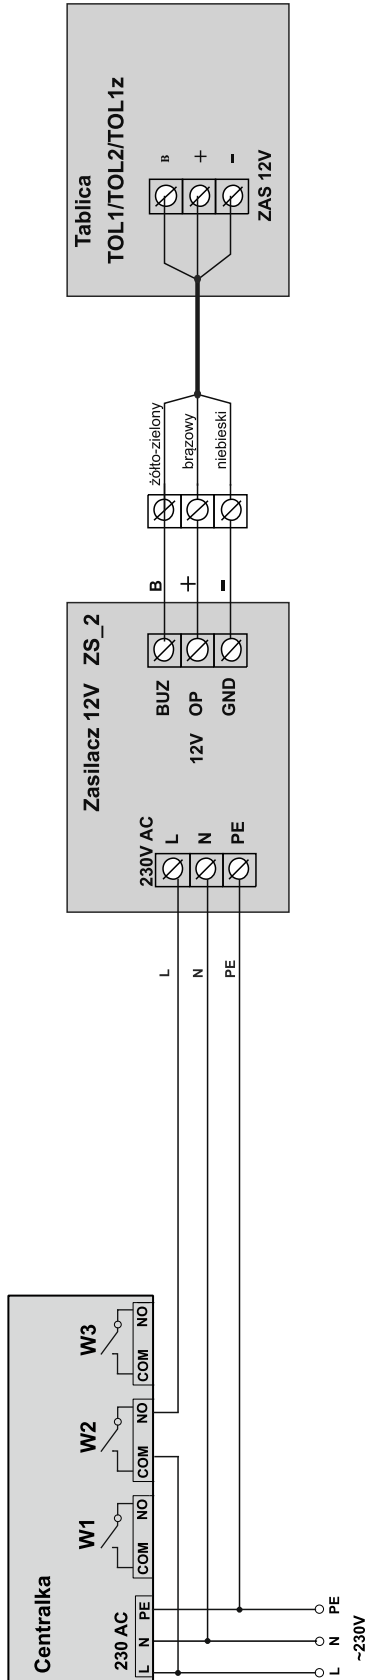 Centralka
230 AC
L N PE
W1
COM NO
W2
COM NO
W3
COM NO
L
N
PE
~230V
L
N
PE
Zasilacz 12V ZS_2
230V AC
L
N
PE
BUZ
12V OP
GND
B
+
-
żółto-zielony
brązowy
niebieski
Tablica
TOL1/TOL2/TOL1z
B
+
-
ZAS 12V